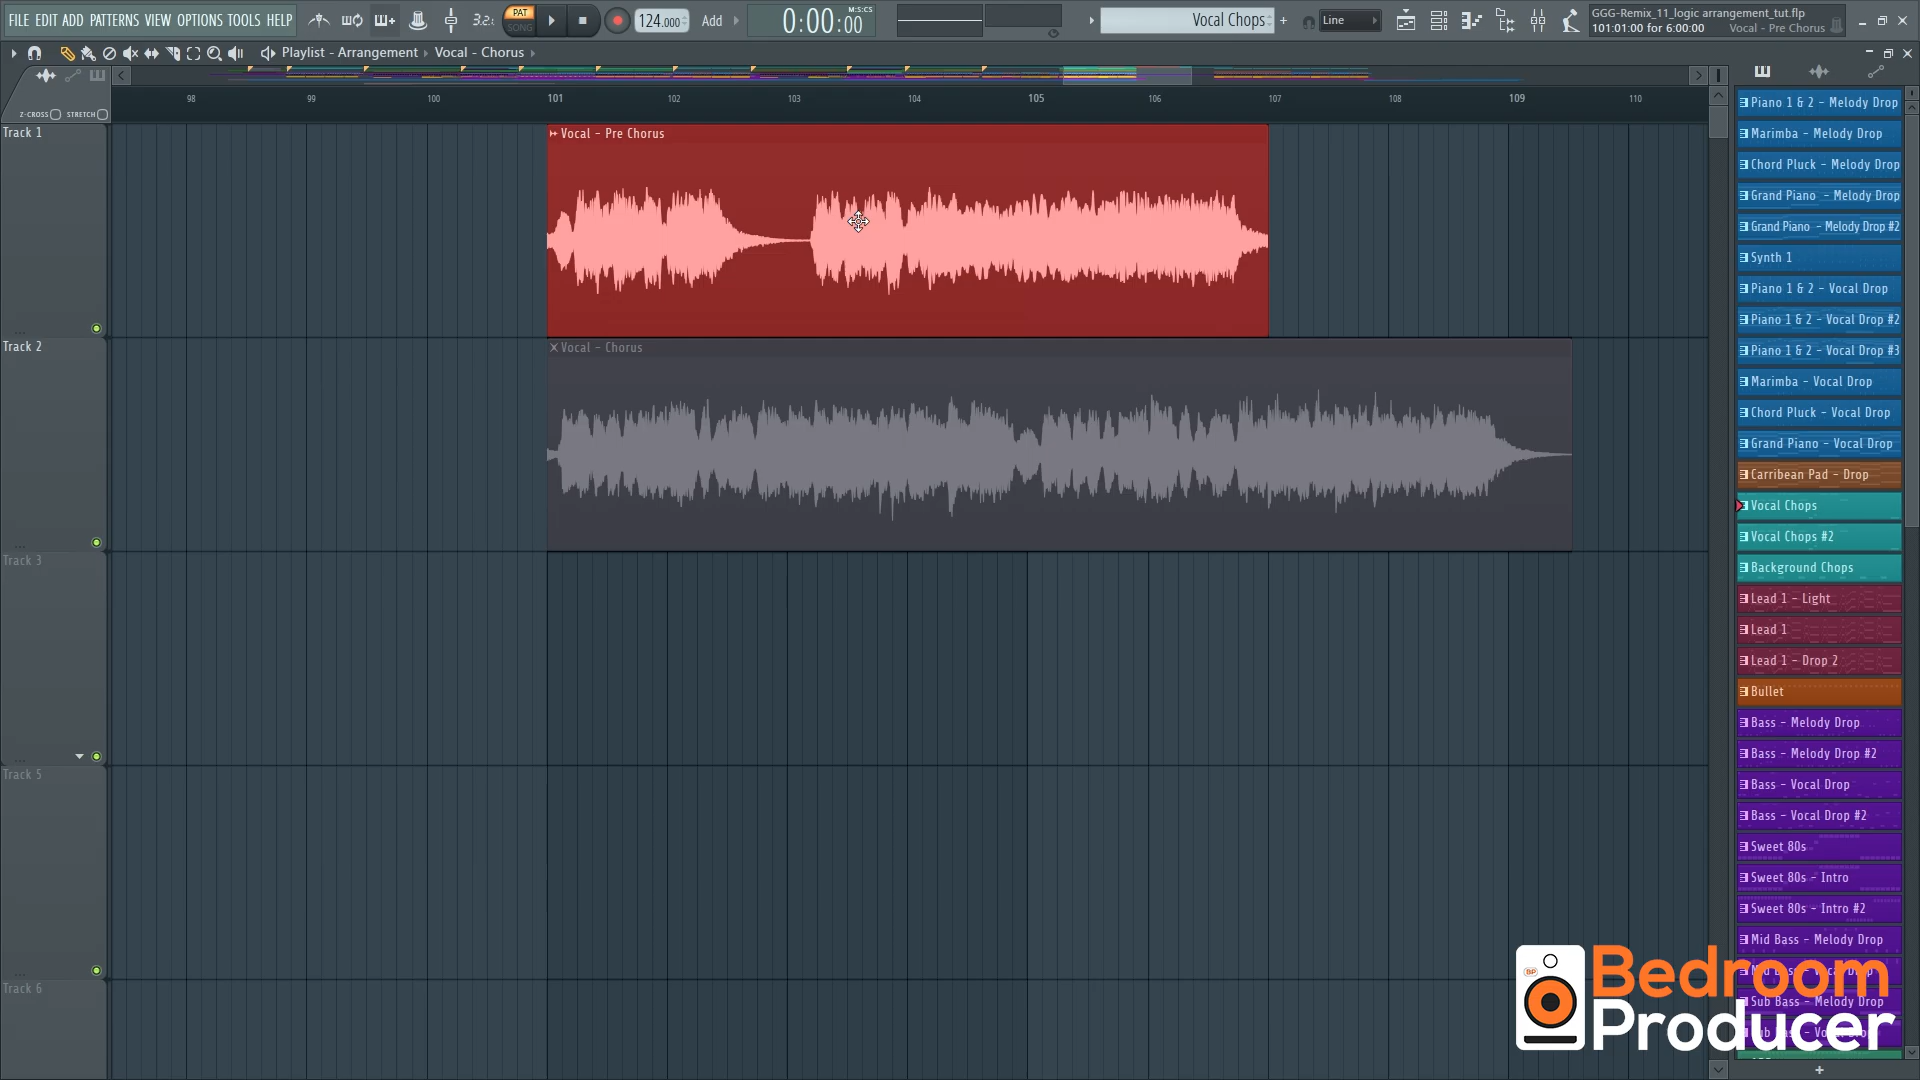 FILE EDIT ADD PATTERNS VIEW OPTIONS TOOLS HELP
PAT
SONG
124.000
Add
M:S:CS
0:00:00
Vocal Chops
Line
GGG-Remix_11_logic arrangement_tut.flp
101:01:00 for 6:00:00
Vocal - Pre Chorus
Playlist - Arrangement
Vocal - Chorus
Z-CROSS
STRETCH
98
99
100
101
102
103
104
105
106
107
108
109
110
Track 1
Vocal - Pre Chorus
Track 2
Vocal - Chorus
Track 3
Track 5
Track 6
Piano 1 & 2 - Melody Drop
Marimba - Melody Drop
Chord Pluck - Melody Drop
Grand Piano - Melody Drop
Grand Piano - Melody Drop #2
Synth 1
Piano 1 & 2 - Vocal Drop
Piano 1 & 2 - Vocal Drop #2
Piano 1 & 2 - Vocal Drop #3
Marimba - Vocal Drop
Chord Pluck - Vocal Drop
Grand Piano - Vocal Drop
Carribean Pad - Drop
Vocal Chops
Vocal Chops #2
Background Chops
Lead 1 - Light
Lead 1
Lead 1 - Drop 2
Bullet
Bass - Melody Drop
Bass - Melody Drop #2
Bass - Vocal Drop
Bass - Vocal Drop #2
Sweet 80s
Sweet 80s - Intro
Sweet 80s - Intro #2
Mid Bass - Melody Drop
Sub Bass - Melody Drop
BP
Bedroom
Producer